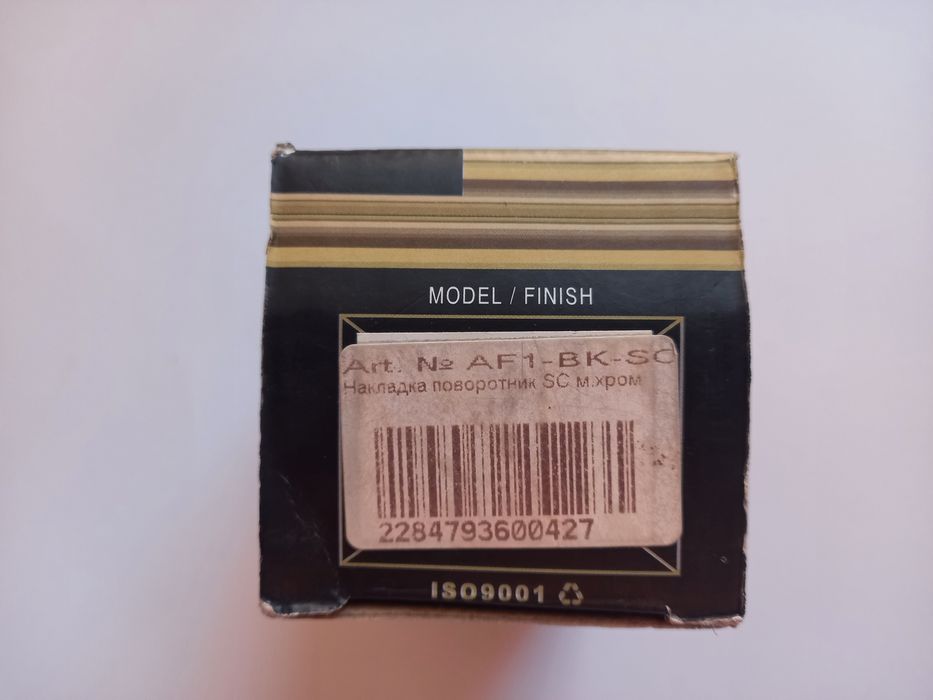 MODEL / FINISH
Art. № AF1-BK-SC
Накладка поворотник SC м.хром
2284793600427
ISO9001